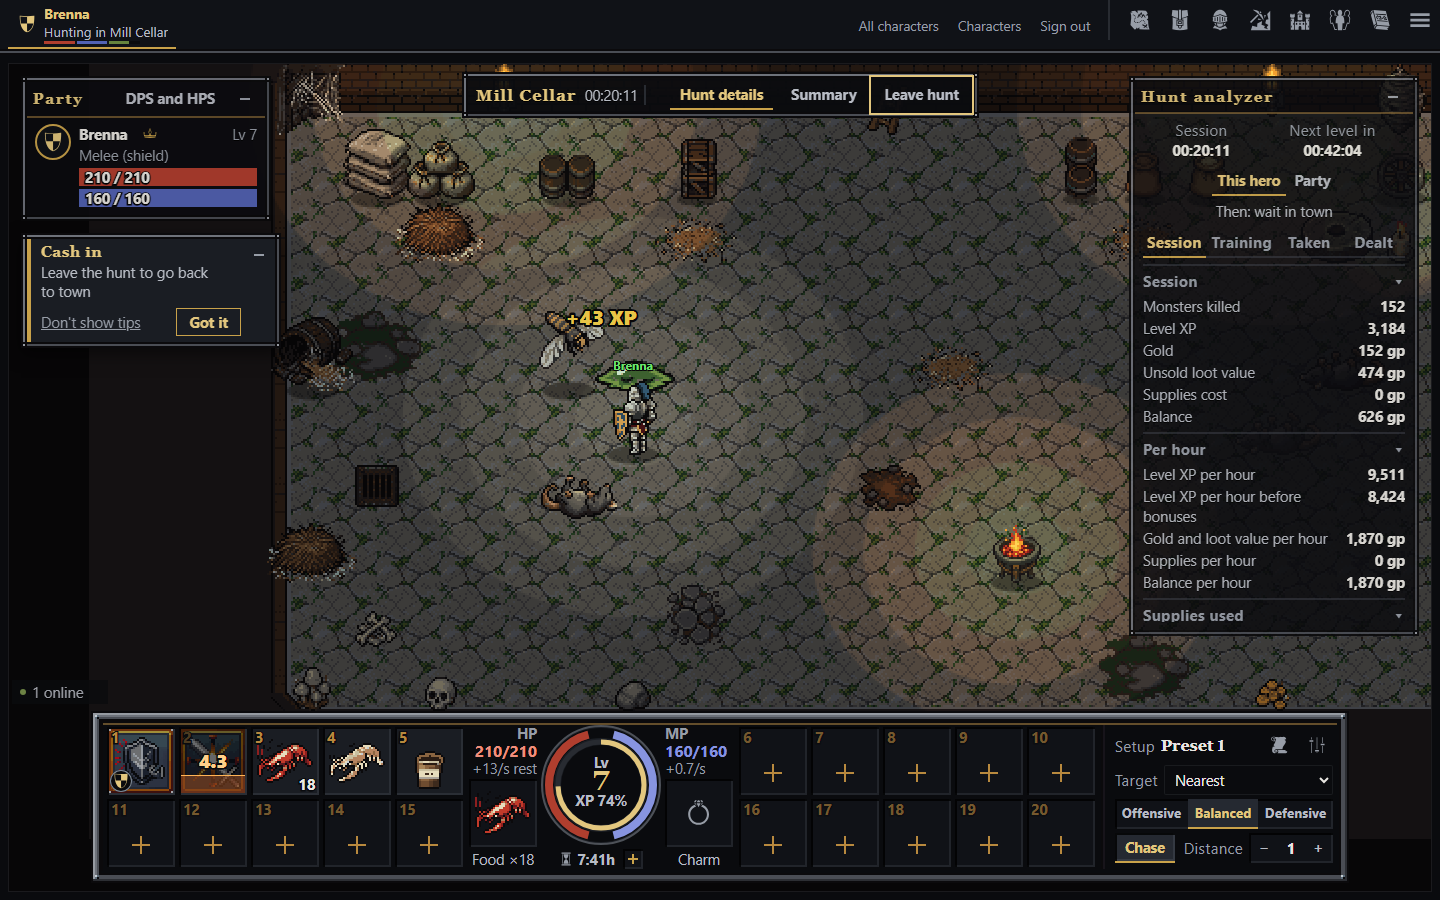 Brenna
Hunting in Mill Cellar
All characters
Characters
Sign out
Party
DPS and HPS
Brenna
Lv 7
Melee (shield)
210 / 210
160 / 160
Cash in
Leave the hunt to go back
to town
Don't show tips
Got it
Mill Cellar
00:20:11
Hunt details
Summary
Leave hunt
+43 XP
Brenna
Hunt analyzer
Session
Next level in
00:20:11
00:42:04
This hero
Party
Then: wait in town
Session
Training
Taken
Dealt
Session
Monsters killed 152
Level XP 3,184
Gold 152 gp
Unsold loot value 474 gp
Supplies cost 0 gp
Balance 626 gp
Per hour
Level XP per hour 9,511
Level XP per hour before 8,424
bonuses
Gold and loot value per hour 1,870 gp
Supplies per hour 0 gp
Balance per hour 1,870 gp
Supplies used
1 online
1
2
4.3
3
18
4
5
HP
210/210
+13/s rest
Lv
7
XP 74%
MP
160/160
+0.7/s
6
7
8
9
10
11
12
13
14
15
Food ×18
7:41h
+
Charm
16
17
18
19
20
Setup Preset 1
Target Nearest
Offensive
Balanced
Defensive
Chase
Distance
− 1 +